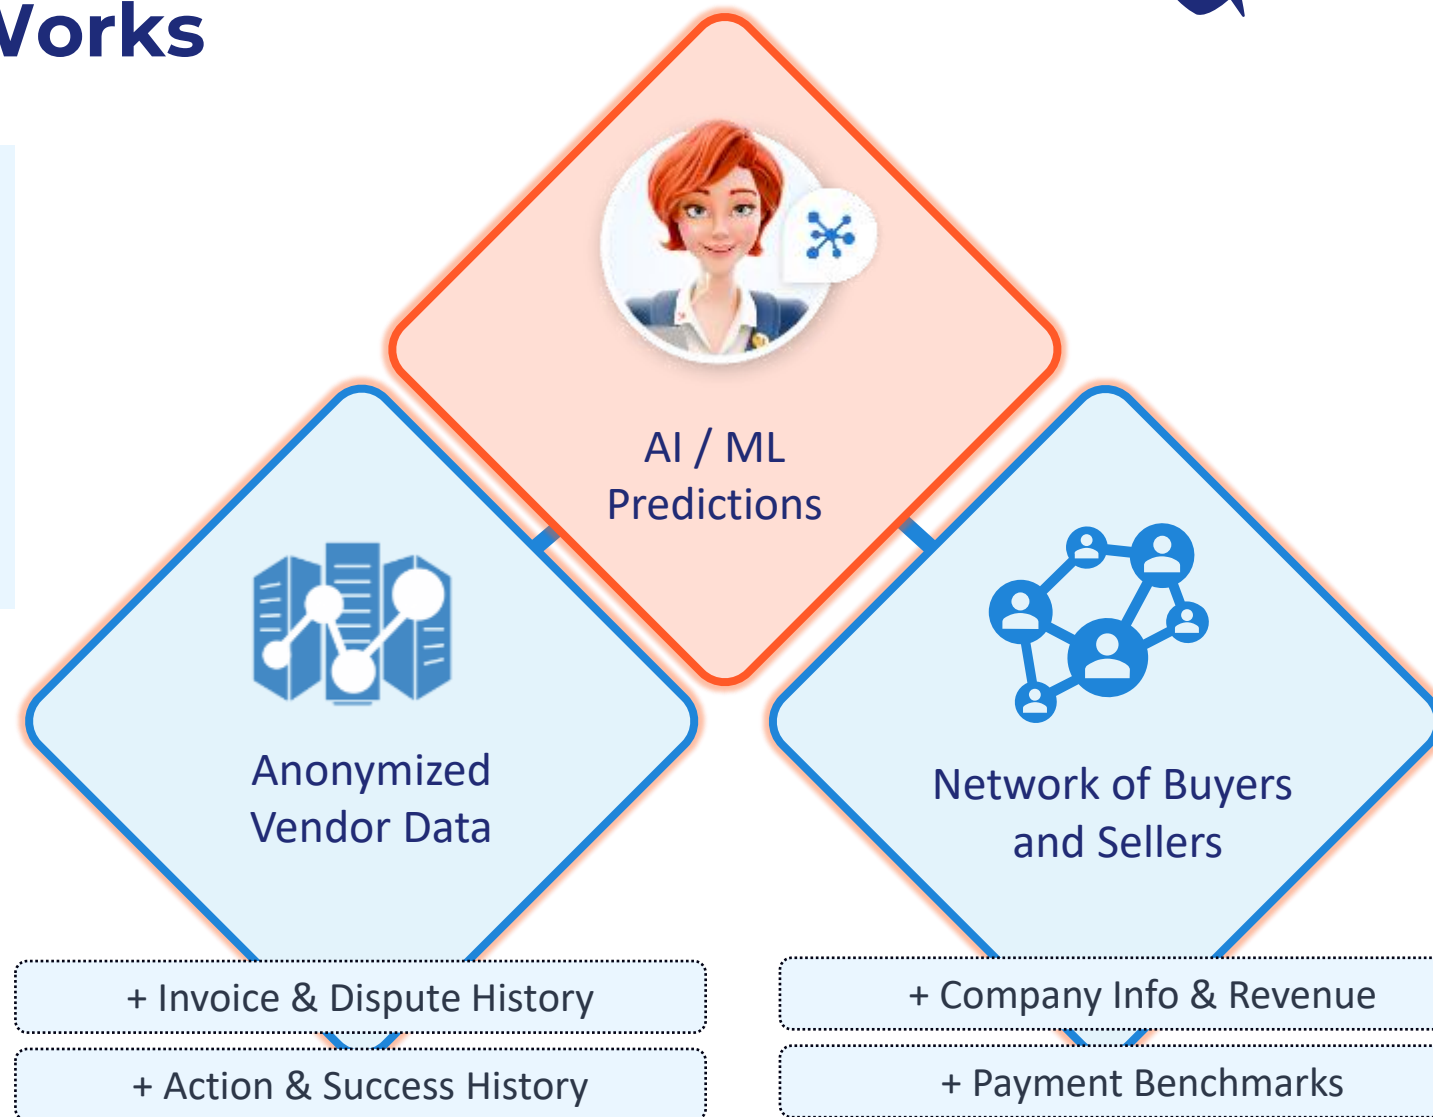 Works
AI / ML
Predictions
Anonymized
Vendor Data
Network of Buyers
and Sellers
+ Invoice & Dispute History
+ Company Info & Revenue
+ Action & Success History
+ Payment Benchmarks